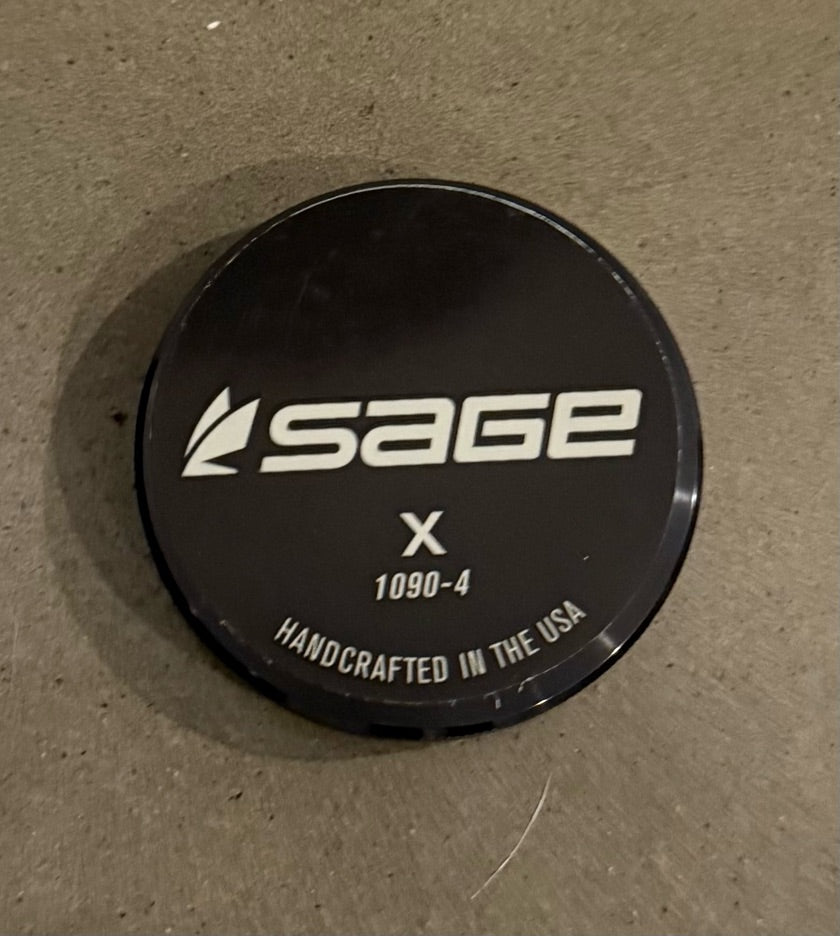 SAGE
X
1090-4
HANDCRAFTED IN THE USA